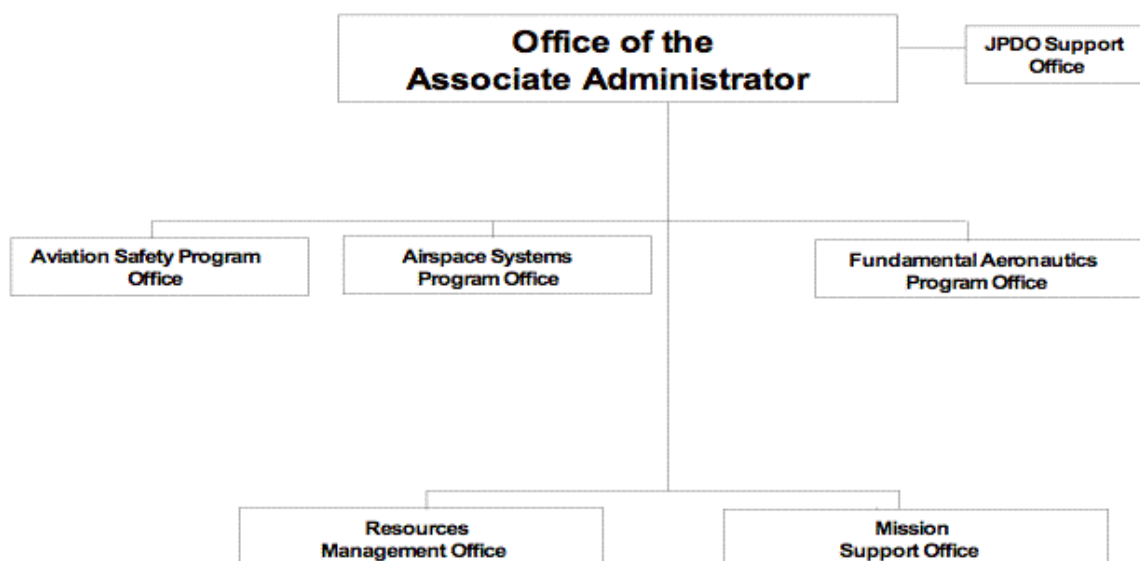 Office of the
Associate Administrator
JPDO Support
Office
Aviation Safety Program
Office
Airspace Systems
Program Office
Fundamental Aeronautics
Program Office
Resources
Management Office
Mission
Support Office